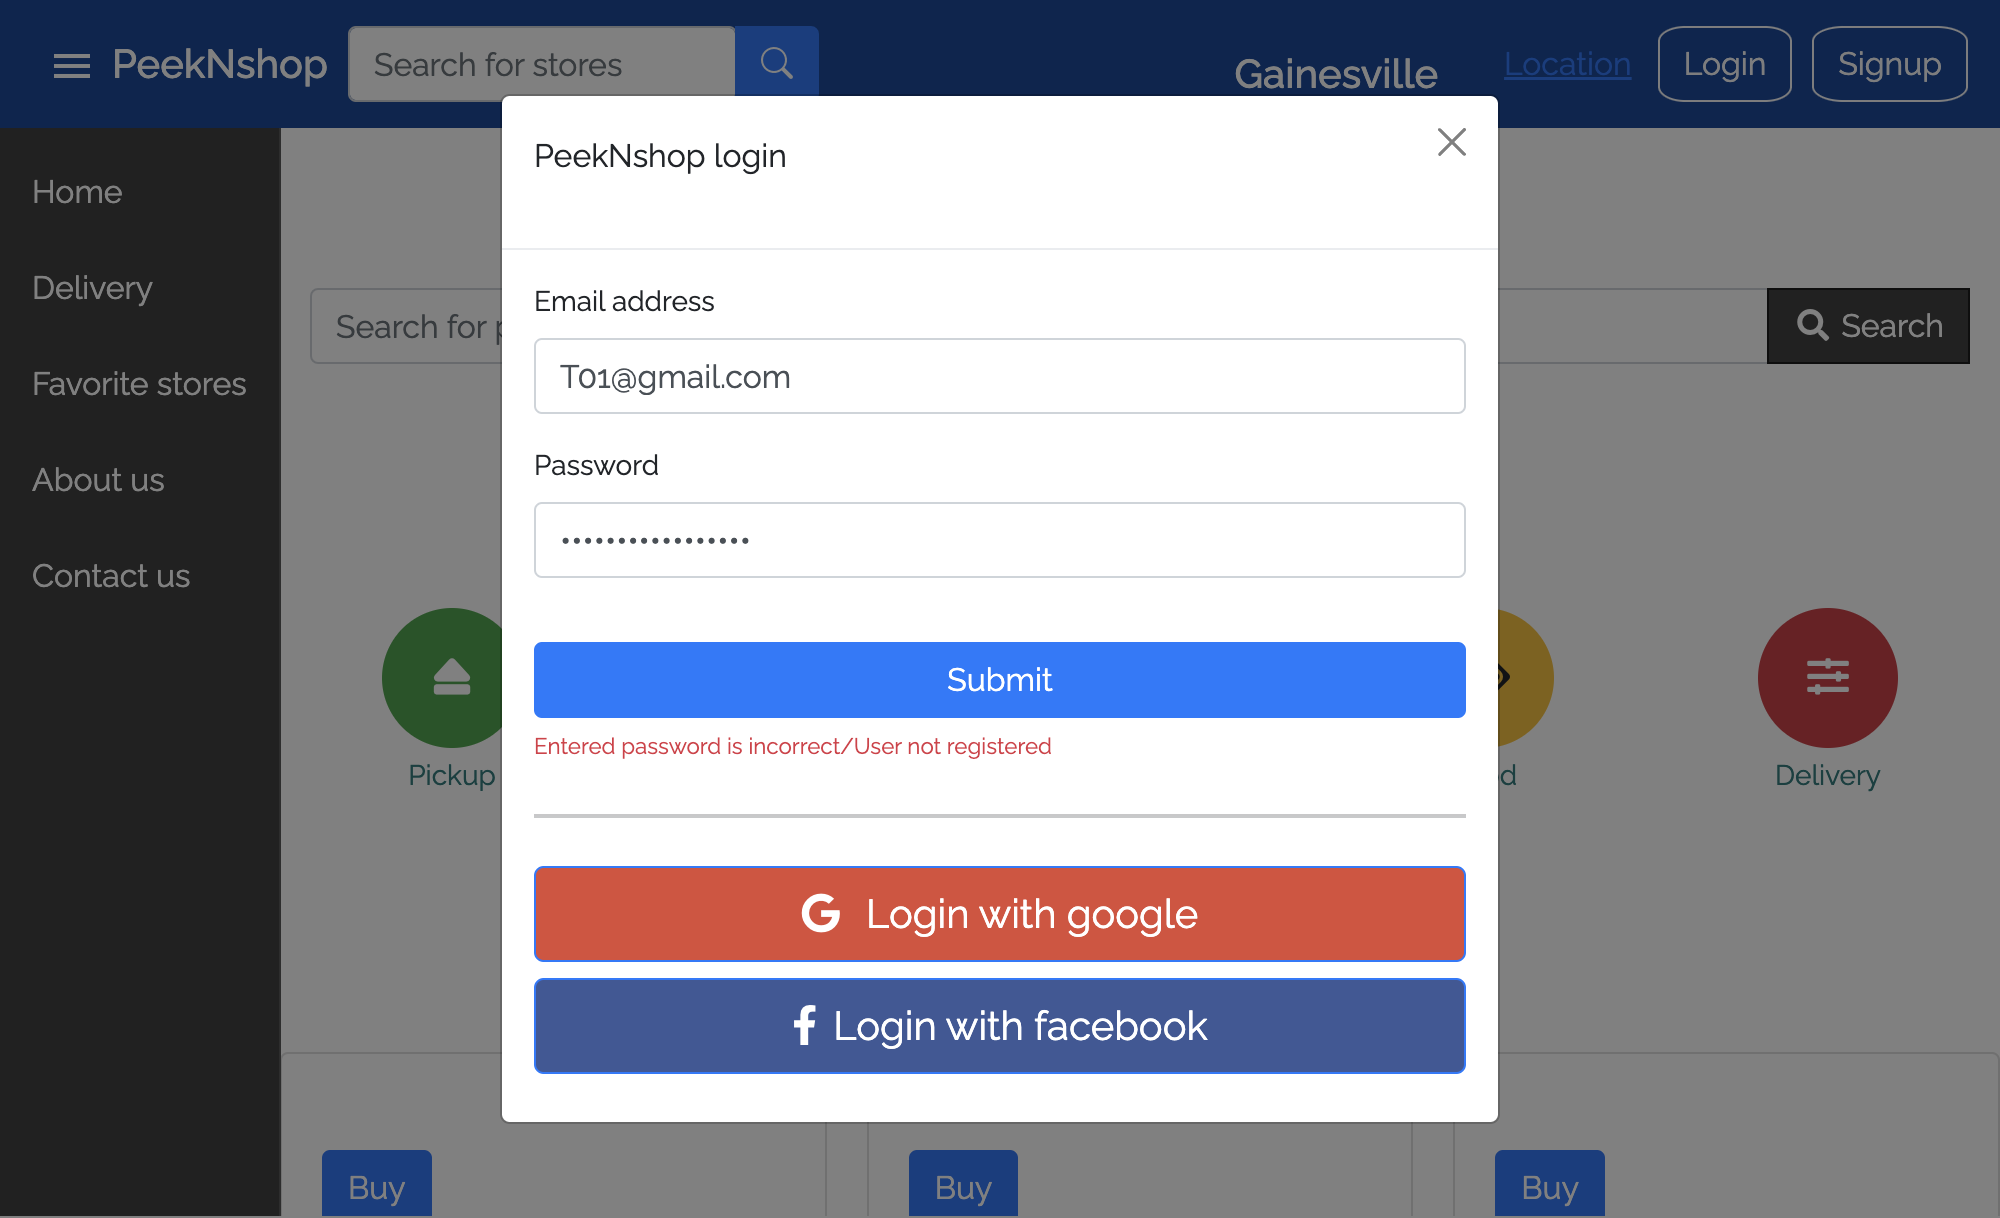 PeekNshop
Search for stores
Gainesville
Location
Login
Signup
Home
Delivery
Favorite stores
About us
Contact us
PeekNshop login
Email address
T01@gmail.com
Password
•••••••••••••••••
Submit
Entered password is incorrect/User not registered
Login with google
Login with facebook
Search for
Search
Pickup
Delivery
Buy
Buy
Buy